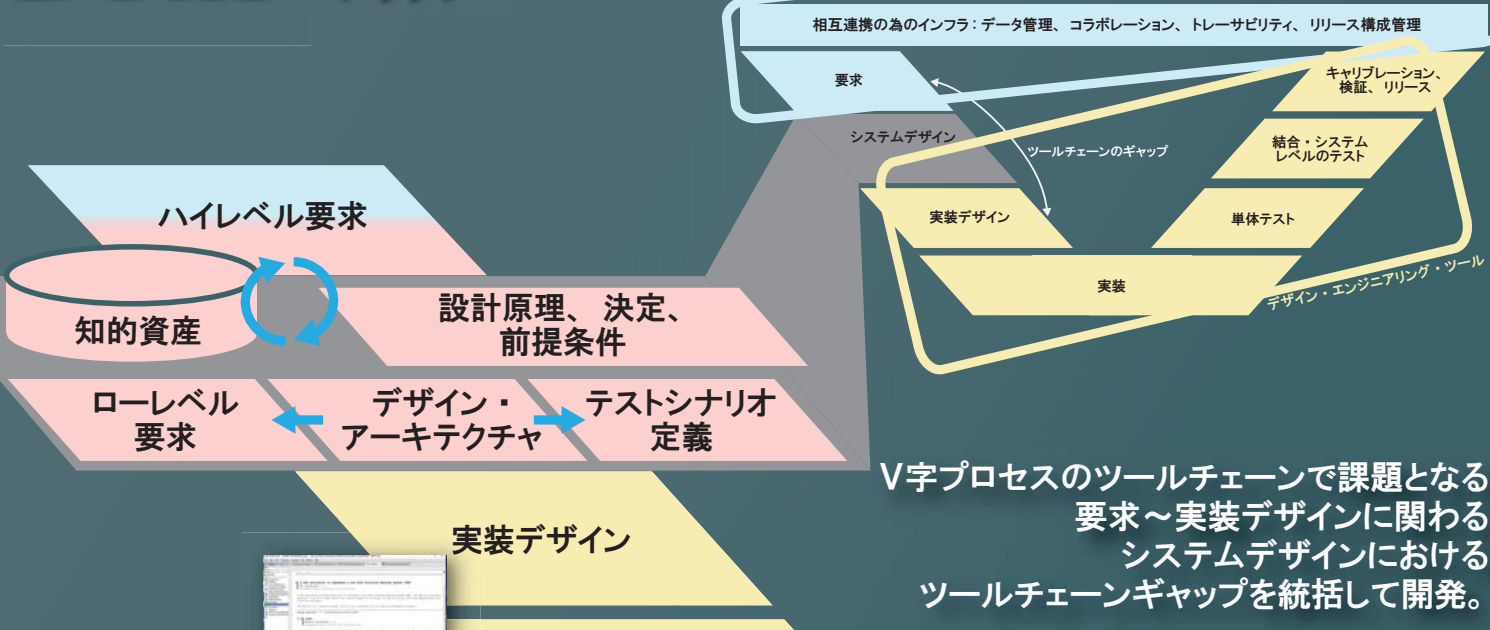 相互連携の為のインフラ：データ管理、コラボレーション、トレーサビリティ、リリース構成管理
要求
キャリブレーション、
検証、リリース
システムデザイン
ツールチェーンのギャップ
結合・システム
レベルのテスト
実装デザイン
単体テスト
実装
デザイン・エンジニアリング・ツール
ハイレベル要求
知的資産
設計原理、決定、
前提条件
ローレベル
要求
デザイン・
アーキテクチャ
テストシナリオ
定義
実装デザイン
V字プロセスのツールチェーンで課題となる
要求～実装デザインに関わる
システムデザインにおける
ツールチェーンギャップを統括して開発。